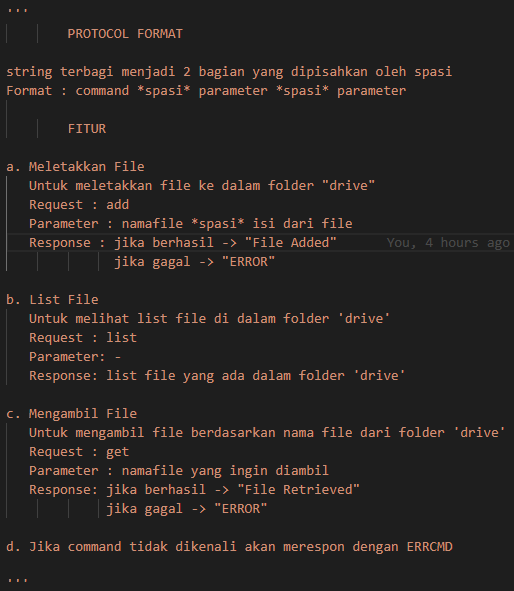 '''
PROTOCOL FORMAT
string terbagi menjadi 2 bagian yang dipisahkan oleh spasi
Format : command *spasi* parameter *spasi* parameter
FITUR
a. Meletakkan File
Untuk meletakkan file ke dalam folder "drive"
Request : add
Parameter : namafile *spasi* isi dari file
Response : jika berhasil -> "File Added" You, 4 hours ago
jika gagal -> "ERROR"
b. List File
Untuk melihat list file di dalam folder 'drive'
Request : list
Parameter: -
Response: list file yang ada dalam folder 'drive'
c. Mengambil File
Untuk mengambil file berdasarkan nama file dari folder 'drive'
Request : get
Parameter : namafile yang ingin diambil
Response: jika berhasil -> "File Retrieved"
jika gagal -> "ERROR"
d. Jika command tidak dikenali akan merespon dengan ERRCMD
'''